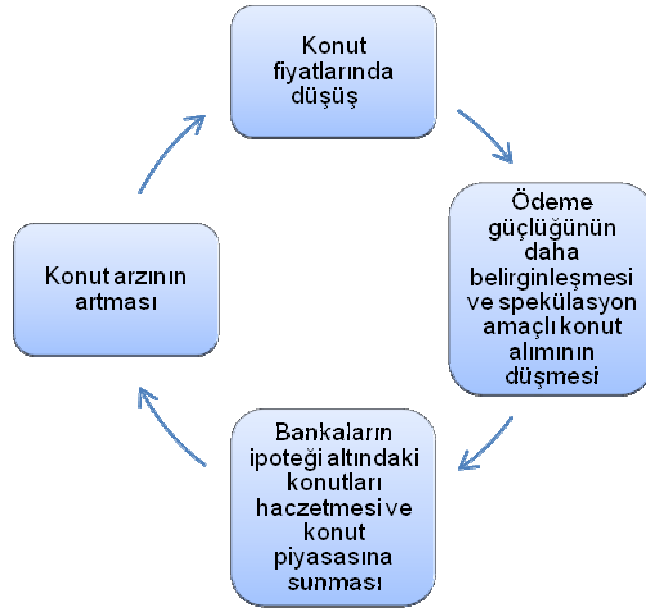 Konut
fiyatlarında
düşüş
Ödeme
güçlüğünün
daha
belirginleşmesi
ve spekülasyon
amaçlı konut
alımının
düşmesi
Bankaların
ipoteği altındaki
konutları
haczetmesi ve
konut
piyasasına
sunması
Konut arzının
artması